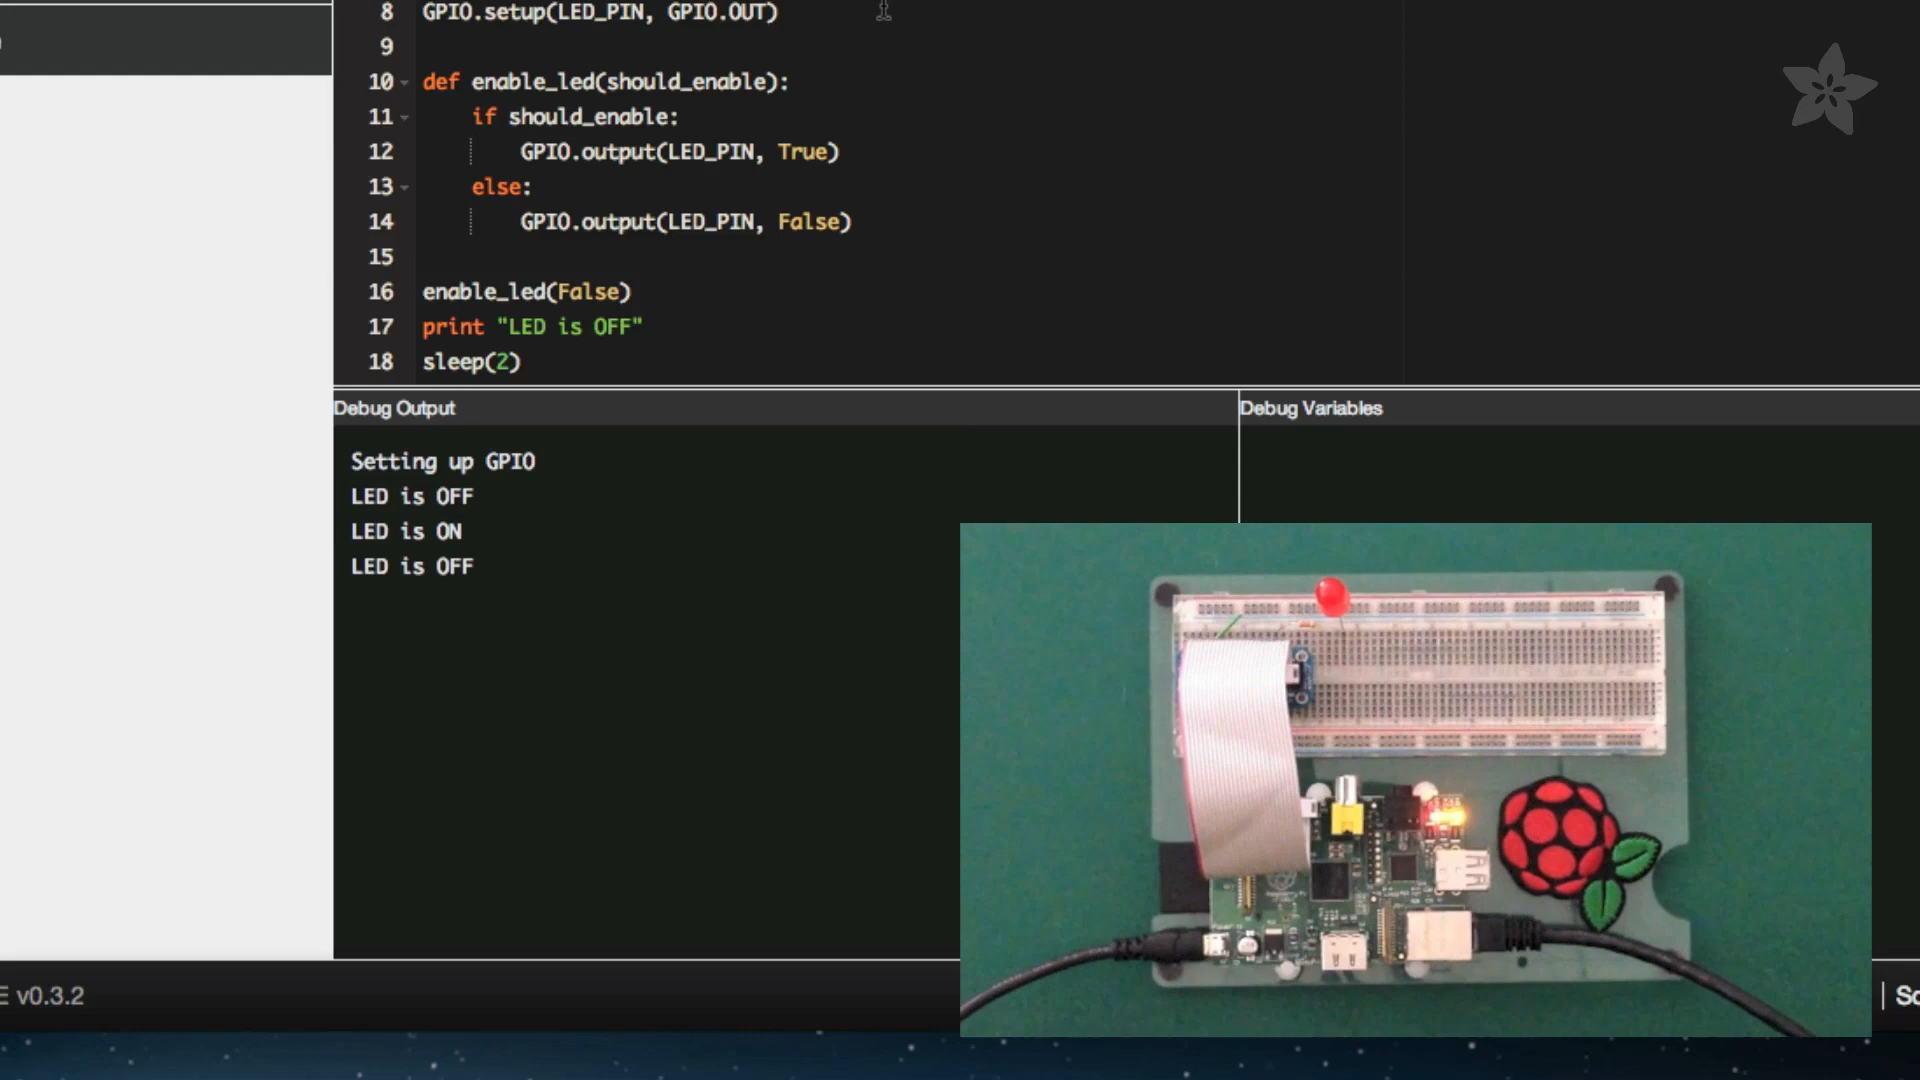 8 GPIO.setup(LED_PIN, GPIO.OUT)
9
10 def enable_led(should_enable):
11 if should_enable:
12 GPIO.output(LED_PIN, True)
13 else:
14 GPIO.output(LED_PIN, False)
15
16 enable_led(False)
17 print "LED is OFF"
18 sleep(2)
Debug Output
Debug Variables
Setting up GPIO
LED is OFF
LED is ON
LED is OFF
v0.3.2